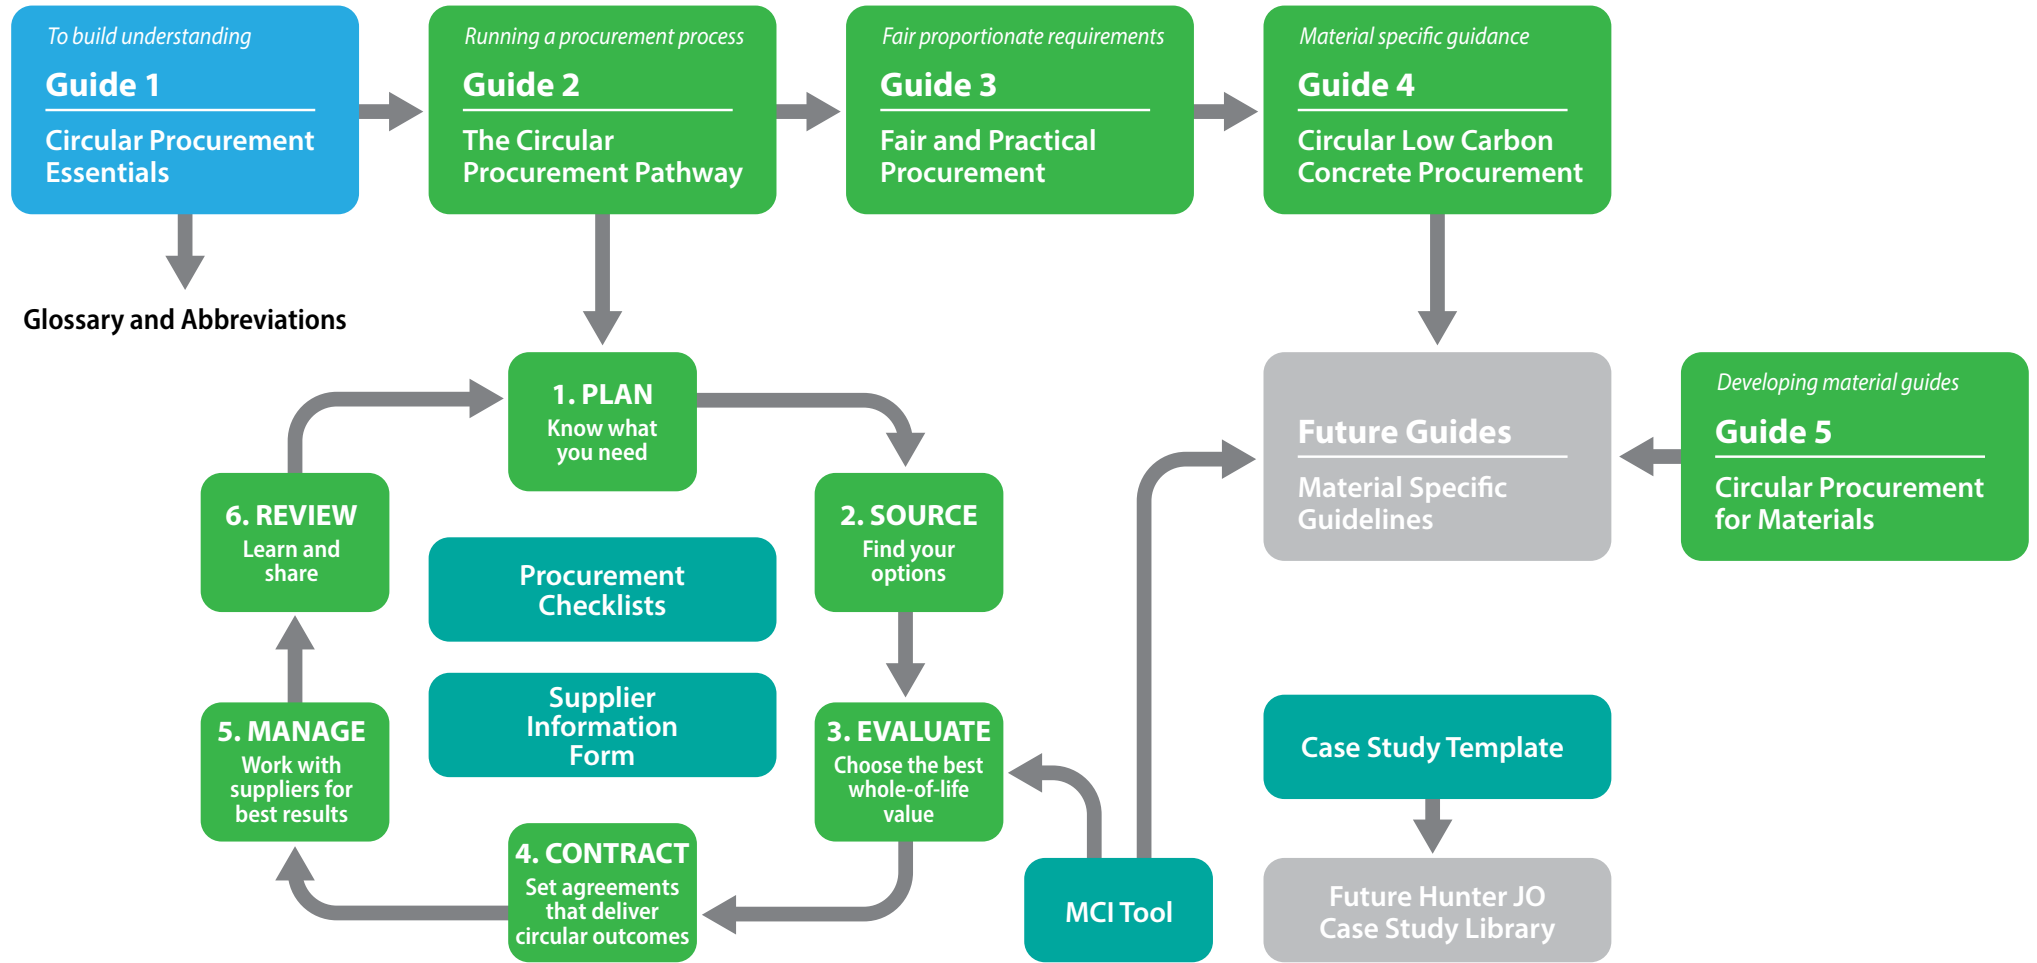 To build understanding
Guide 1
Circular Procurement
Essentials
Running a procurement process
Guide 2
The Circular
Procurement Pathway
Fair proportionate requirements
Guide 3
Fair and Practical
Procurement
Material specific guidance
Guide 4
Circular Low Carbon
Concrete Procurement
Glossary and Abbreviations
1. PLAN
Know what
you need
2. SOURCE
Find your
options
3. EVALUATE
Choose the best
whole-of-life
value
4. CONTRACT
Set agreements
that deliver
circular outcomes
5. MANAGE
Work with
suppliers for
best results
6. REVIEW
Learn and
share
Procurement
Checklists
Supplier
Information
Form
MCI Tool
Future Guides
Material Specific
Guidelines
Developing material guides
Guide 5
Circular Procurement
for Materials
Case Study Template
Future Hunter JO
Case Study Library